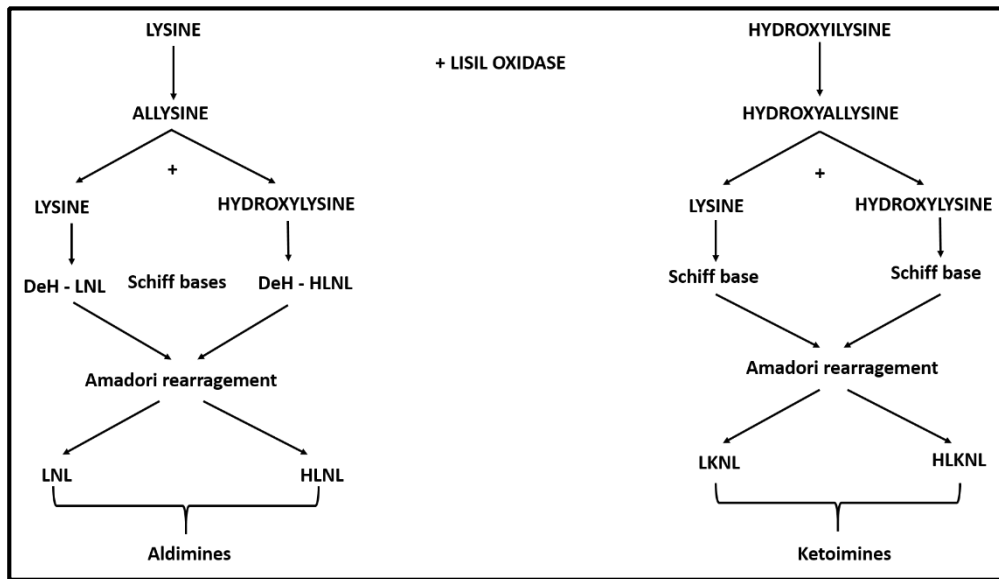 LYSINE
HYDROXYILYSINE
+ LISIL OXIDASE
ALLYSINE
HYDROXYALLYSINE
+
+
LYSINE
HYDROXYLYSINE
LYSINE
HYDROXYLYSINE
DeH - LNL
Schiff bases
DeH - HLNL
Schiff base
Schiff base
Amadori rearragement
Amadori rearragement
LNL
HLNL
LKNL
HLKNL
Aldimines
Ketoimines